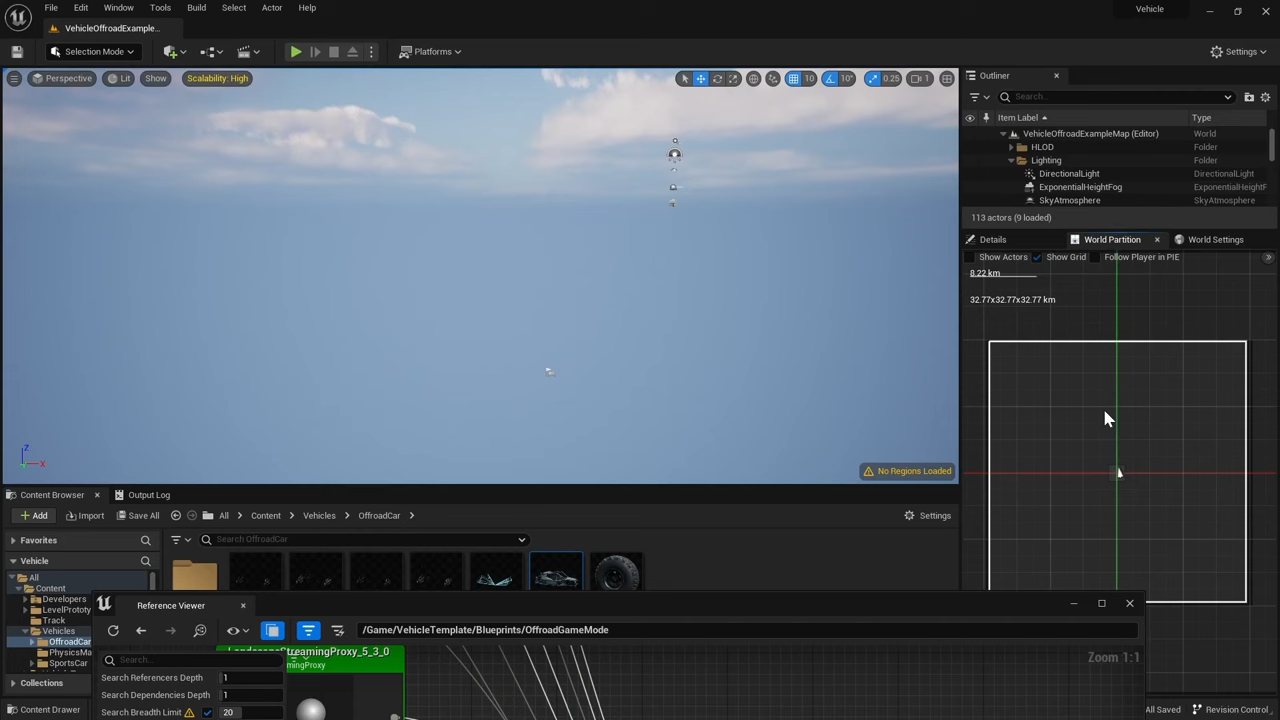 File Edit Window Tools Build Select Actor Help
Vehicle
VehicleOffroadExample...
Selection Mode
Platforms
Settings
Perspective Lit Show Scalability: High
10 10° 0.25 1
No Regions Loaded
Outliner
Search...
Item Label Type
VehicleOffroadExampleMap (Editor) World
HLOD Folder
Lighting Folder
DirectionalLight DirectionalLight
ExponentialHeightFog ExponentialHeightF
SkyAtmosphere SkyAtmosphere
113 actors (9 loaded)
Details World Partition World Settings
Show Actors Show Grid Follow Player in PIE
8.22 km
32.77x32.77x32.77 km
Content Browser Output Log
Add Import Save All All Content Vehicles OffroadCar Settings
Favorites
Search OffroadCar
Vehicle
All
Content
Developers
LevelPrototy
Track
Vehicles
OffroadCar
PhysicsMa
SportsCar
Collections
Content Drawer
Reference Viewer
/Game/VehicleTemplate/Blueprints/OffroadGameMode
Search...
LandscapeStreamingProxy_5_3_0
mingProxy
Zoom 1:1
Search Referencers Depth 1
Search Dependencies Depth 1
Search Breadth Limit 20
All Saved Revision Control